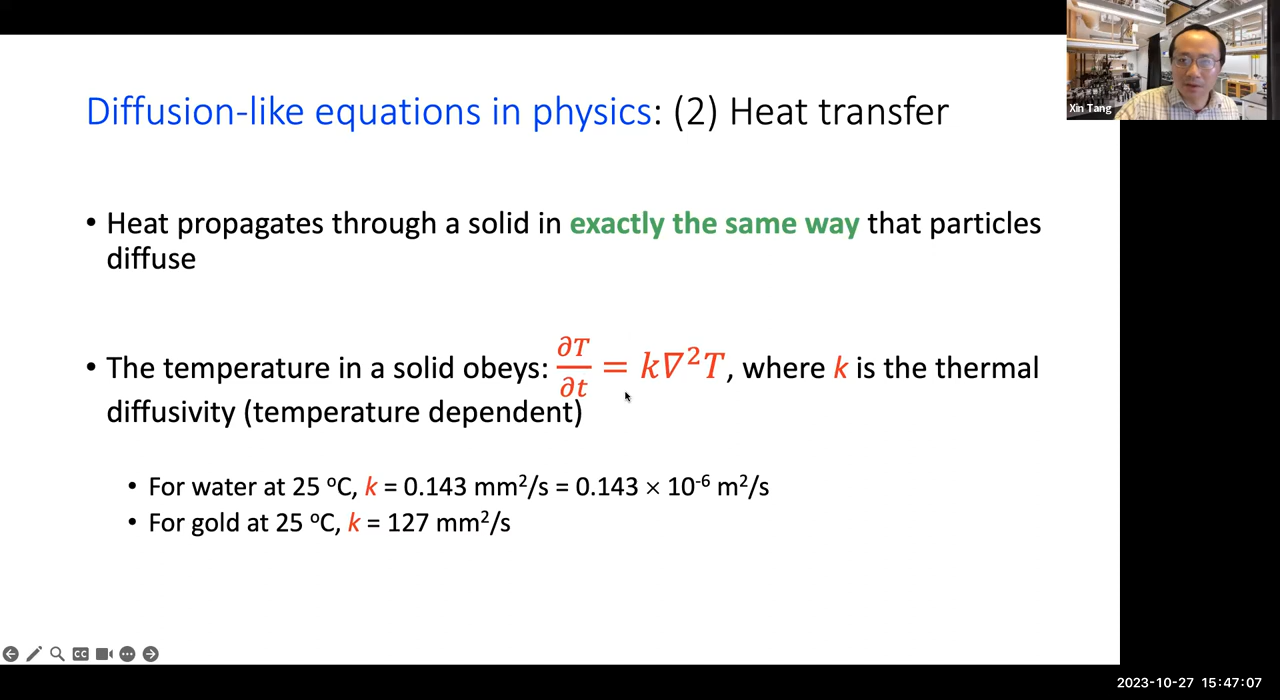 Xin Tang
Diffusion-like equations in physics: (2) Heat transfer
• Heat propagates through a solid in exactly the same way that particles
diffuse
• The temperature in a solid obeys: ∂T/∂t = k∇²T, where k is the thermal
diffusivity (temperature dependent)
• For water at 25 ºC, k = 0.143 mm²/s = 0.143 × 10⁻⁶ m²/s
• For gold at 25 ºC, k = 127 mm²/s
CC
2023-10-27 15:47:07